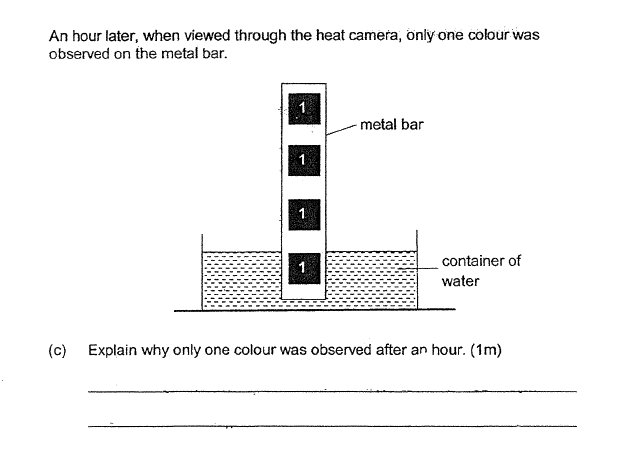 An hour later, when viewed through the heat camera, only one colour was
observed on the metal bar.
1
metal bar
1
1
1
container of
water
(c) Explain why only one colour was observed after an hour. (1m)